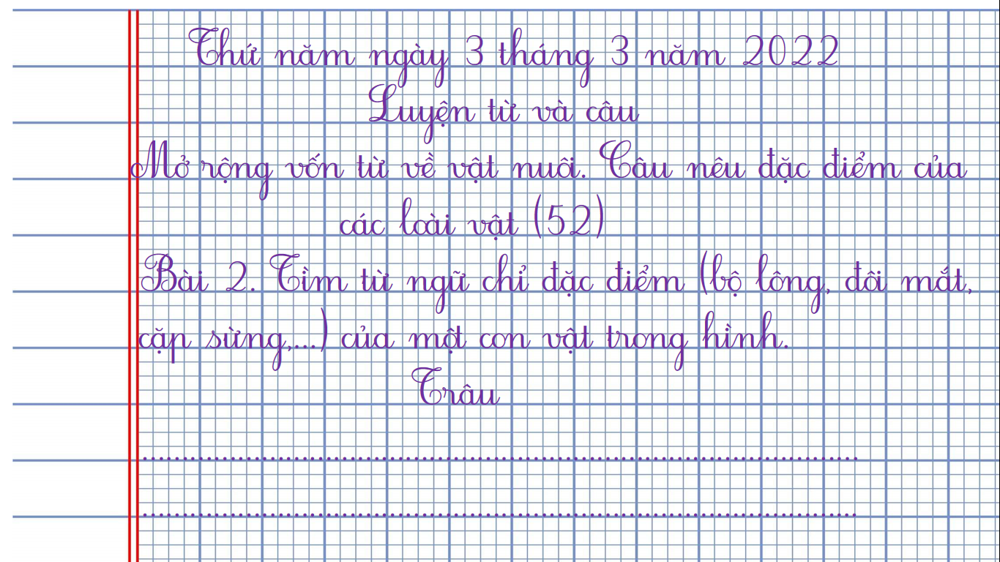 Thứ năm ngày 3 tháng 3 năm 2022
Luyện từ và câu
Mở rộng vốn từ về vật nuôi. Câu nêu đặc điểm của
các loài vật (52)
Bài 2. Tìm từ ngữ chỉ đặc điểm (bộ lông, đôi mắt,
cặp sừng,...) của một con vật trong hình.
Trâu
................................................................................
................................................................................